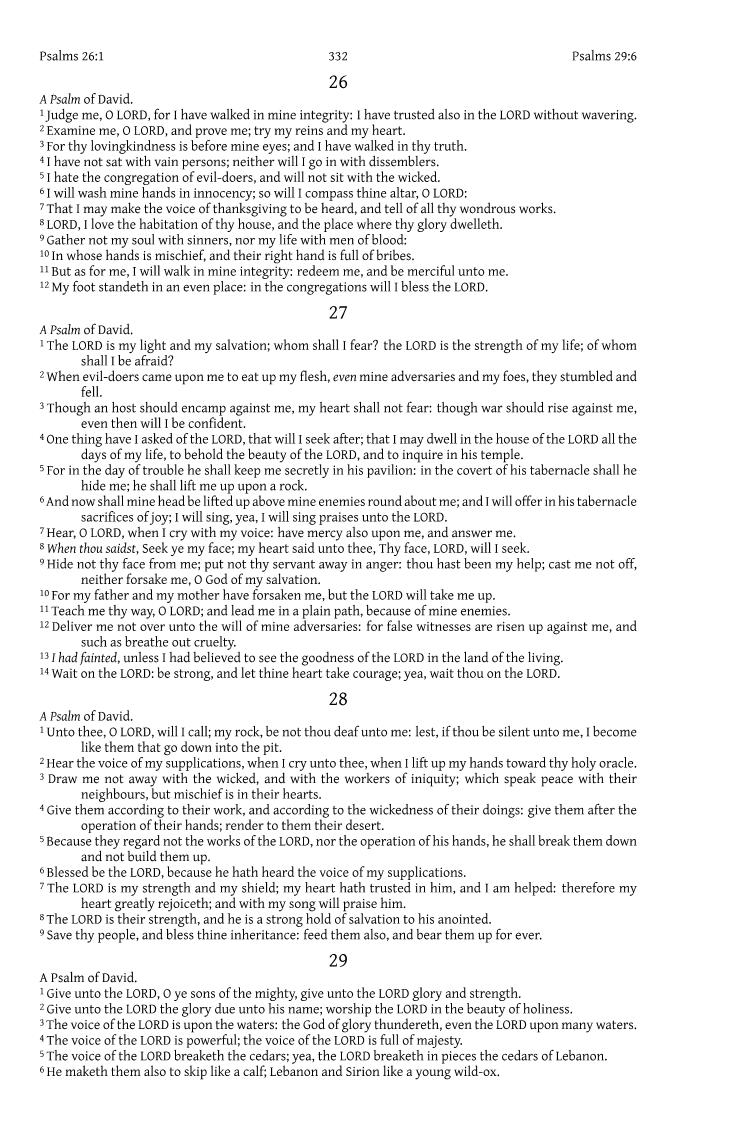 Psalms 26:1 332 Psalms 29:6
26
A Psalm of David.
1 Judge me, O LORD, for I have walked in mine integrity: I have trusted also in the LORD without wavering.
2 Examine me, O LORD, and prove me; try my reins and my heart.
3 For thy lovingkindness is before mine eyes; and I have walked in thy truth.
4 I have not sat with vain persons; neither will I go in with dissemblers.
5 I hate the congregation of evil-doers, and will not sit with the wicked.
6 I will wash mine hands in innocency; so will I compass thine altar, O LORD:
7 That I may make the voice of thanksgiving to be heard, and tell of all thy wondrous works.
8 LORD, I love the habitation of thy house, and the place where thy glory dwelleth.
9 Gather not my soul with sinners, nor my life with men of blood:
10 In whose hands is mischief, and their right hand is full of bribes.
11 But as for me, I will walk in mine integrity: redeem me, and be merciful unto me.
12 My foot standeth in an even place: in the congregations will I bless the LORD.
27
A Psalm of David.
1 The LORD is my light and my salvation; whom shall I fear? the LORD is the strength of my life; of whom
shall I be afraid?
2 When evil-doers came upon me to eat up my flesh, even mine adversaries and my foes, they stumbled and
fell.
3 Though an host should encamp against me, my heart shall not fear: though war should rise against me,
even then will I be confident.
4 One thing have I asked of the LORD, that will I seek after; that I may dwell in the house of the LORD all the
days of my life, to behold the beauty of the LORD, and to inquire in his temple.
5 For in the day of trouble he shall keep me secretly in his pavilion: in the covert of his tabernacle shall he
hide me; he shall lift me up upon a rock.
6 And now shall mine head be lifted up above mine enemies round about me; and I will offer in his tabernacle
sacrifices of joy; I will sing, yea, I will sing praises unto the LORD.
7 Hear, O LORD, when I cry with my voice: have mercy also upon me, and answer me.
8 When thou saidst, Seek ye my face; my heart said unto thee, Thy face, LORD, will I seek.
9 Hide not thy face from me; put not thy servant away in anger: thou hast been my help; cast me not off,
neither forsake me, O God of my salvation.
10 For my father and my mother have forsaken me, but the LORD will take me up.
11 Teach me thy way, O LORD; and lead me in a plain path, because of mine enemies.
12 Deliver me not over unto the will of mine adversaries: for false witnesses are risen up against me, and
such as breathe out cruelty.
13 I had fainted, unless I had believed to see the goodness of the LORD in the land of the living.
14 Wait on the LORD: be strong, and let thine heart take courage; yea, wait thou on the LORD.
28
A Psalm of David.
1 Unto thee, O LORD, will I call; my rock, be not thou deaf unto me: lest, if thou be silent unto me, I become
like them that go down into the pit.
2 Hear the voice of my supplications, when I cry unto thee, when I lift up my hands toward thy holy oracle.
3 Draw me not away with the wicked, and with the workers of iniquity; which speak peace with their
neighbours, but mischief is in their hearts.
4 Give them according to their work, and according to the wickedness of their doings: give them after the
operation of their hands; render to them their desert.
5 Because they regard not the works of the LORD, nor the operation of his hands, he shall break them down
and not build them up.
6 Blessed be the LORD, because he hath heard the voice of my supplications.
7 The LORD is my strength and my shield; my heart hath trusted in him, and I am helped: therefore my
heart greatly rejoiceth; and with my song will praise him.
8 The LORD is their strength, and he is a strong hold of salvation to his anointed.
9 Save thy people, and bless thine inheritance: feed them also, and bear them up for ever.
29
A Psalm of David.
1 Give unto the LORD, O ye sons of the mighty, give unto the LORD glory and strength.
2 Give unto the LORD the glory due unto his name; worship the LORD in the beauty of holiness.
3 The voice of the LORD is upon the waters: the God of glory thundereth, even the LORD upon many waters.
4 The voice of the LORD is powerful; the voice of the LORD is full of majesty.
5 The voice of the LORD breaketh the cedars; yea, the LORD breaketh in pieces the cedars of Lebanon.
6 He maketh them also to skip like a calf; Lebanon and Sirion like a young wild-ox.